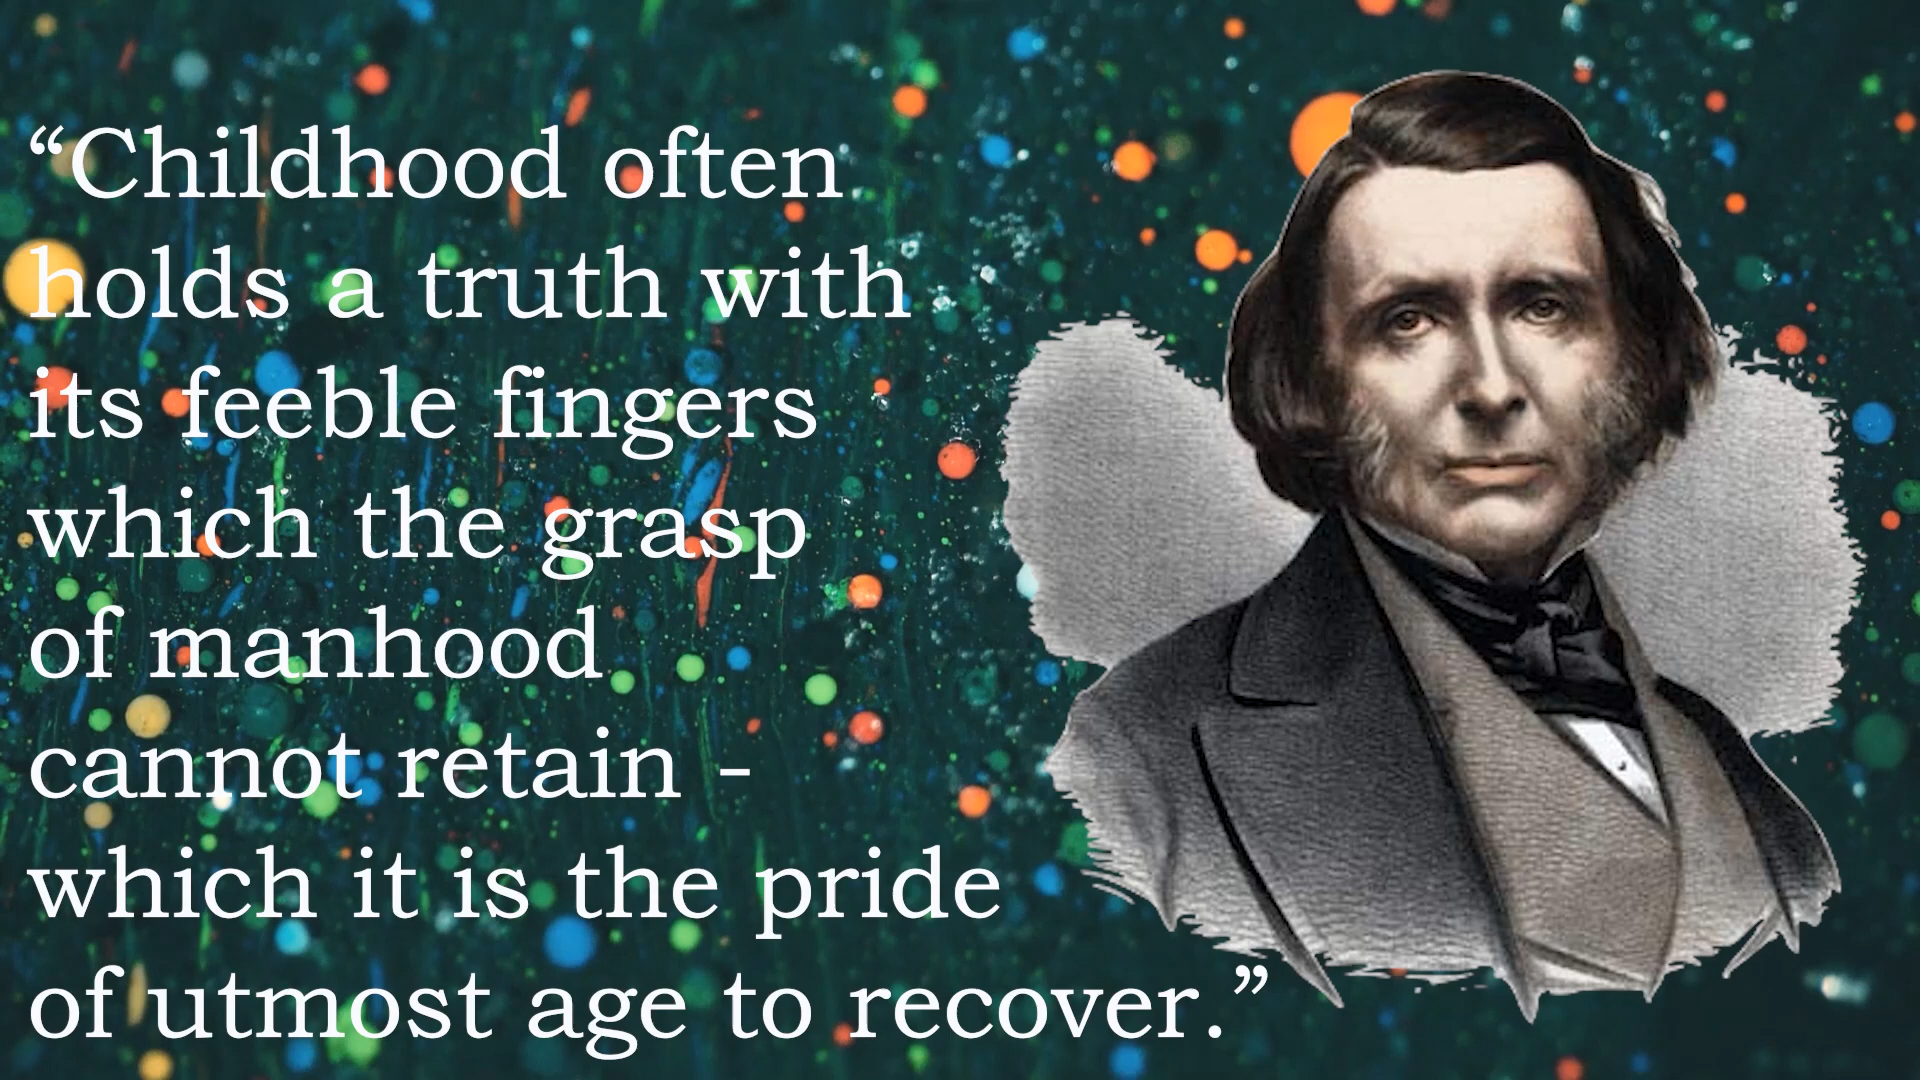 “Childhood often
holds a truth with
its feeble fingers
which the grasp
of manhood
cannot retain -
which it is the pride
of utmost age to recover.”